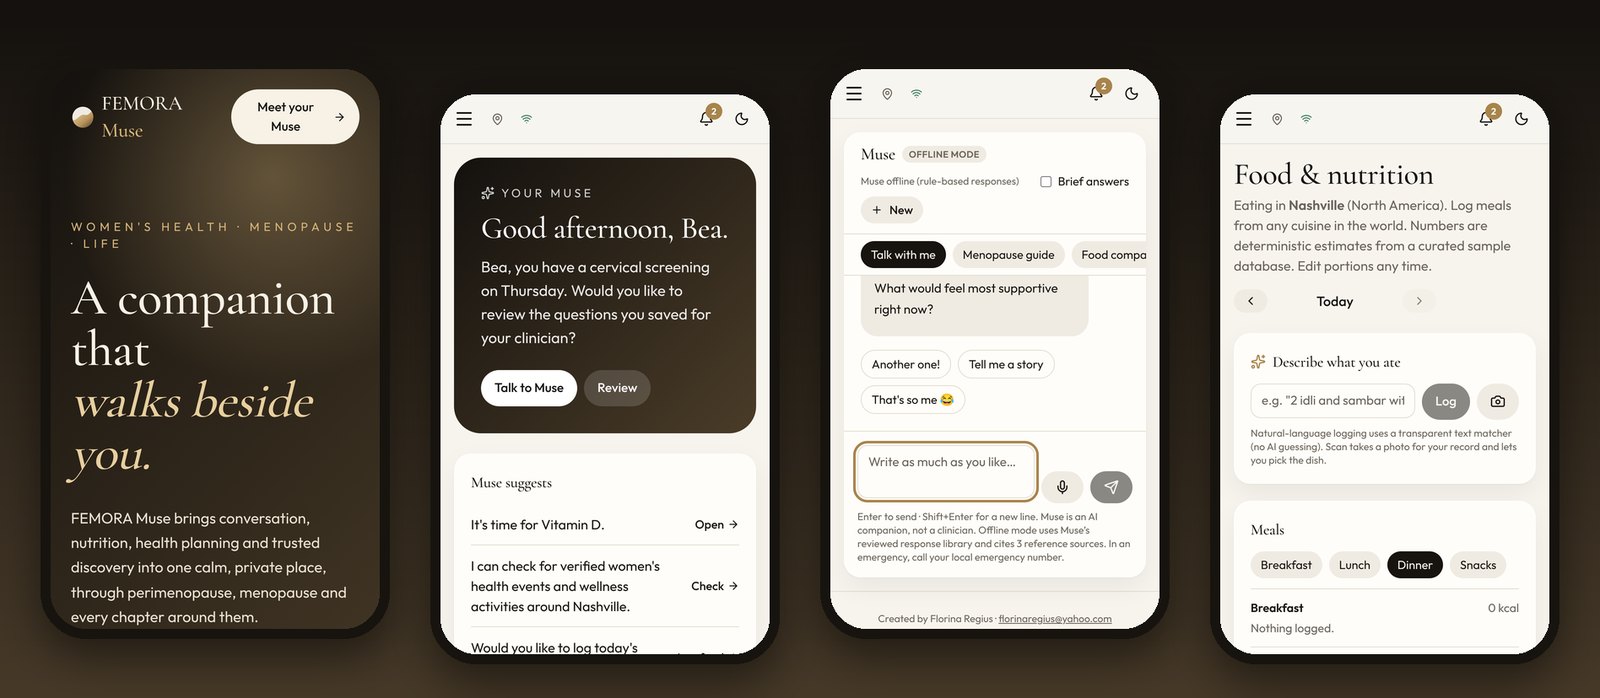 FEMORA
Muse
Meet your
Muse
WOMEN'S HEALTH · MENOPAUSE
· LIFE
A companion
that
walks beside
you.
FEMORA Muse brings conversation,
nutrition, health planning and trusted
discovery into one calm, private place,
through perimenopause, menopause and
every chapter around them.
2
YOUR MUSE
Good afternoon, Bea.
Bea, you have a cervical screening
on Thursday. Would you like to
review the questions you saved for
your clinician?
Talk to Muse
Review
Muse suggests
It's time for Vitamin D.
Open →
I can check for verified women's
health events and wellness
activities around Nashville.
Check →
Would you like to log today's
2
Muse
OFFLINE MODE
Muse offline (rule-based responses)
Brief answers
+ New
Talk with me
Menopause guide
Food compa
What would feel most supportive
right now?
Another one!
Tell me a story
That's so me 😂
Write as much as you like...
Enter to send · Shift+Enter for a new line. Muse is an AI
companion, not a clinician. Offline mode uses Muse's
reviewed response library and cites 3 reference sources. In an
emergency, call your local emergency number.
Created by Florina Regius · florinaregius@yahoo.com
2
Food & nutrition
Eating in Nashville (North America). Log meals
from any cuisine in the world. Numbers are
deterministic estimates from a curated sample
database. Edit portions any time.
Today
Describe what you ate
e.g. "2 idli and sambar wit
Log
Natural-language logging uses a transparent text matcher
(no AI guessing). Scan takes a photo for your record and lets
you pick the dish.
Meals
Breakfast
Lunch
Dinner
Snacks
Breakfast
0 kcal
Nothing logged.